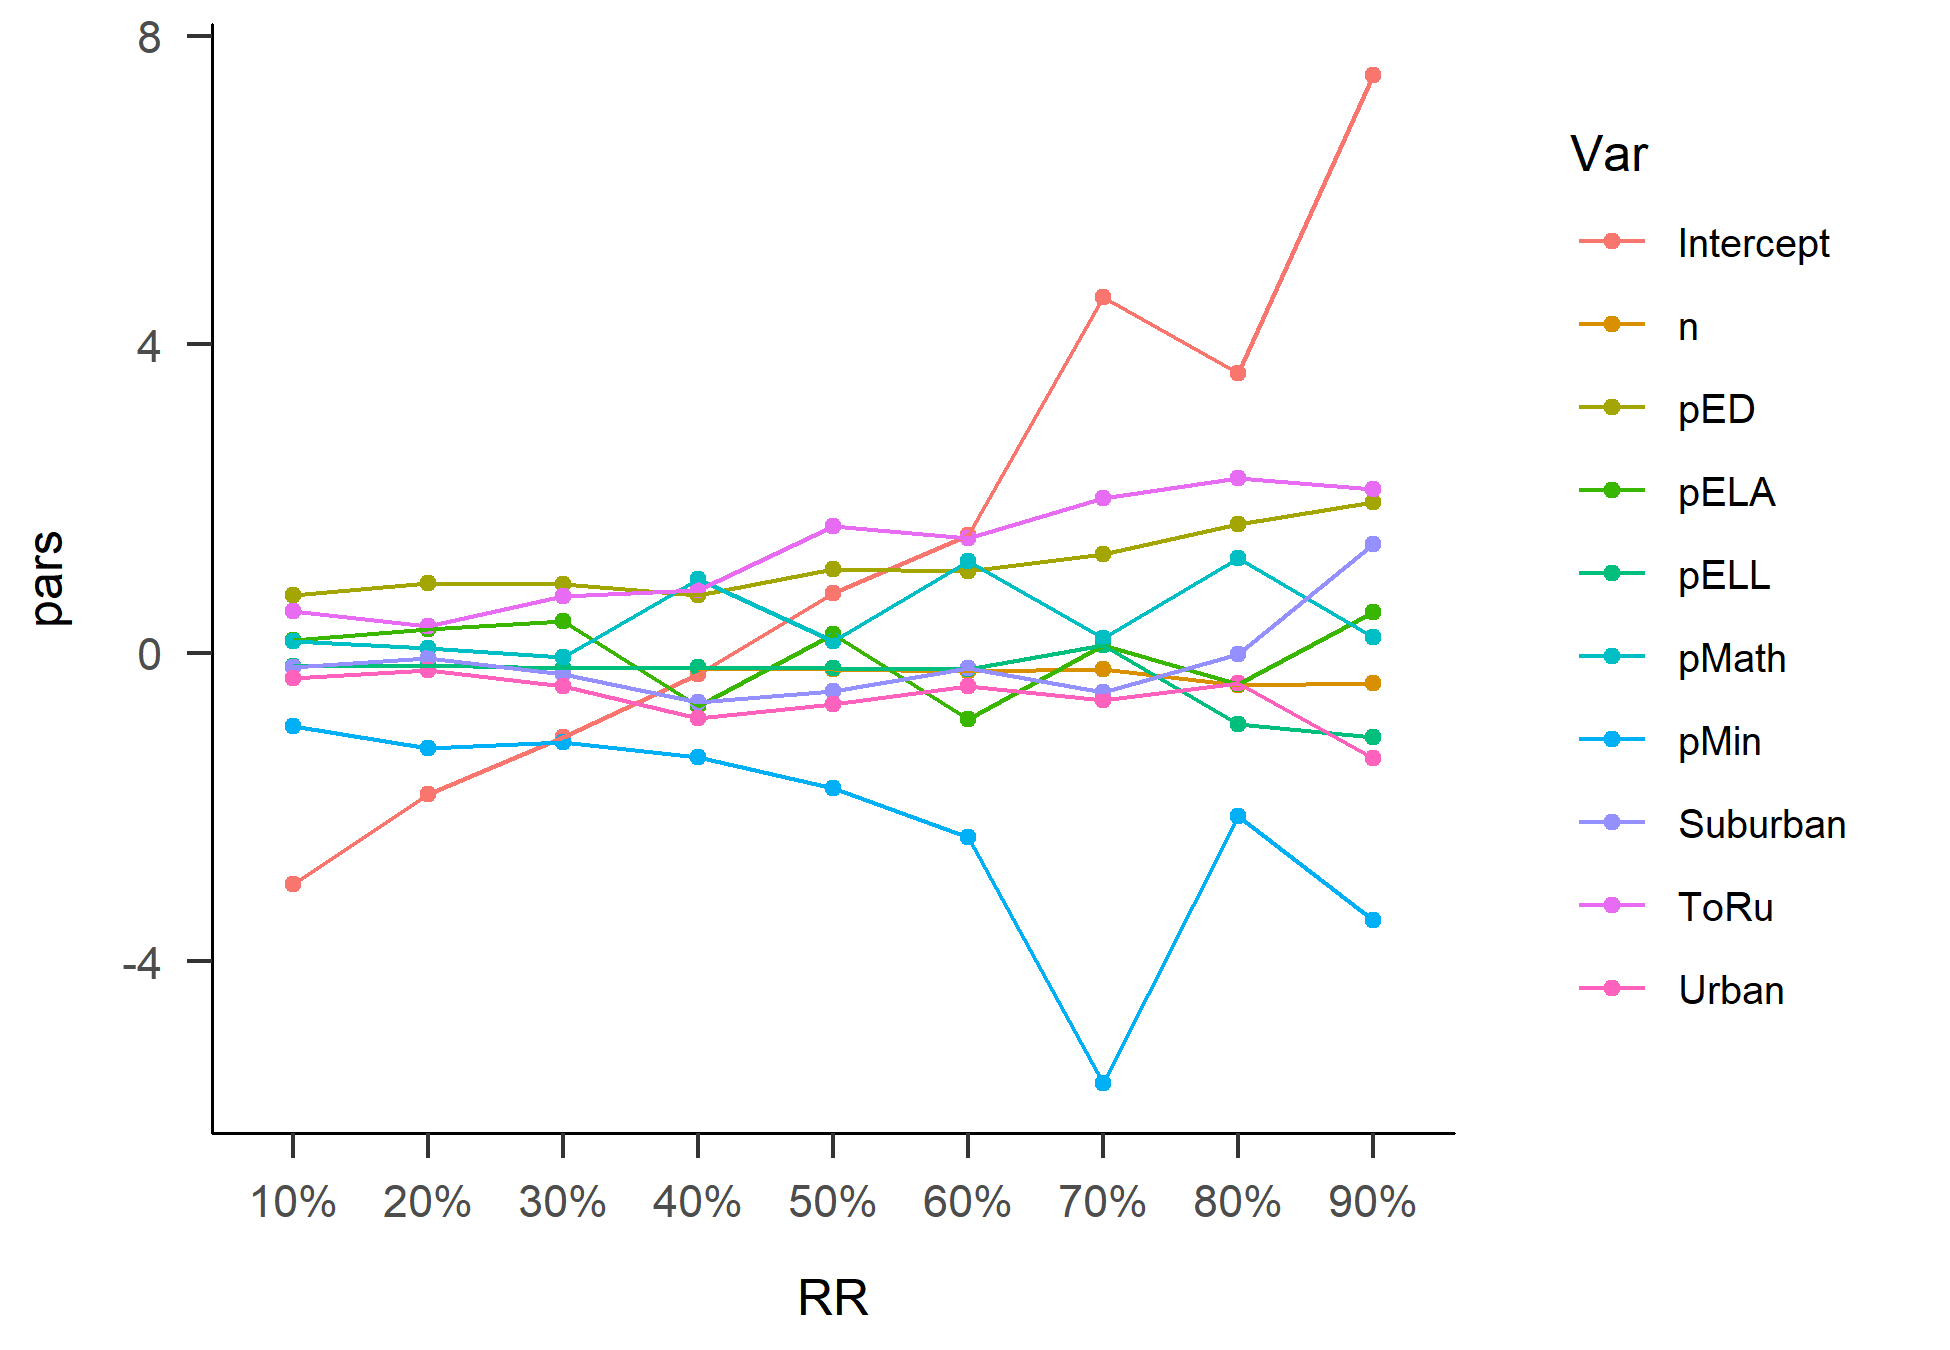 8
4
0
-4
pars
10% 20% 30% 40% 50% 60% 70% 80% 90%
RR
Var
Intercept
n
pED
pELA
pELL
pMath
pMin
Suburban
ToRu
Urban